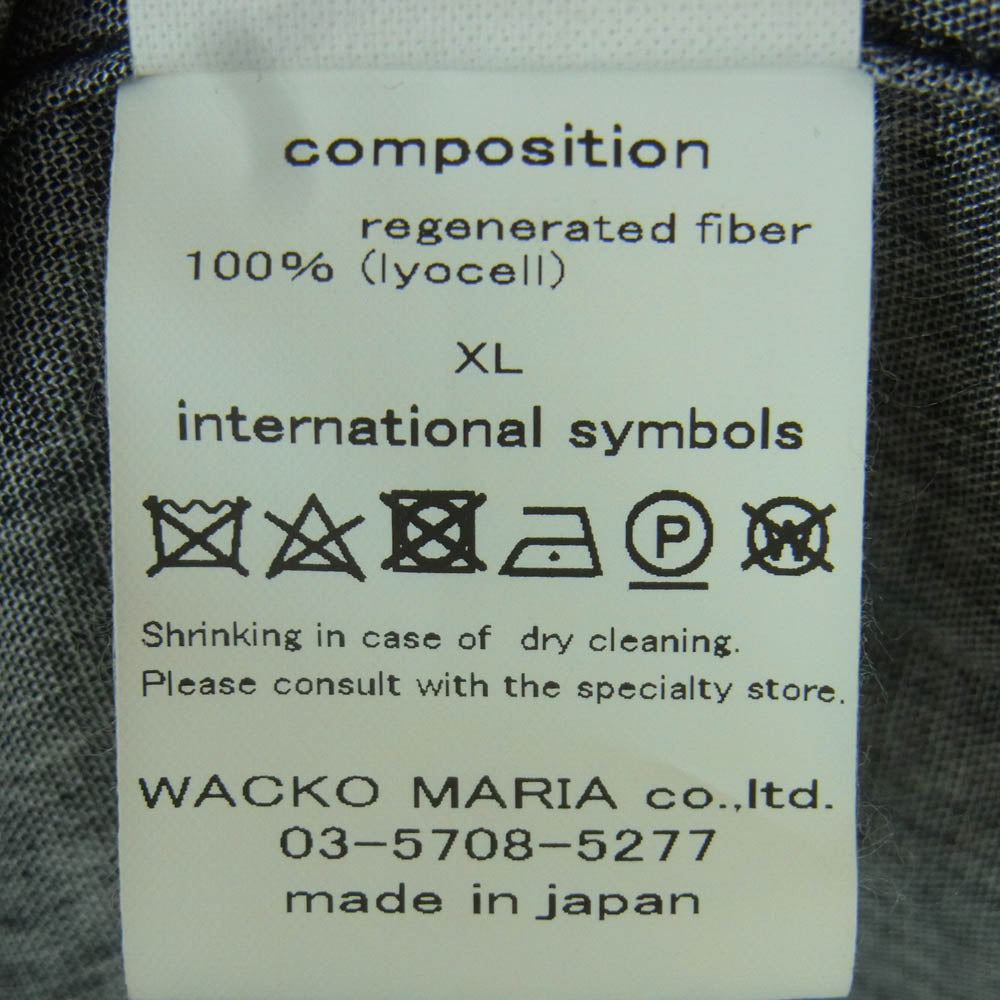 composition
regenerated fiber
100% (lyocell)
XL
international symbols
P W
Shrinking in case of dry cleaning.
Please consult with the specialty store.
WACKO MARIA co.,ltd.
03-5708-5277
made in japan